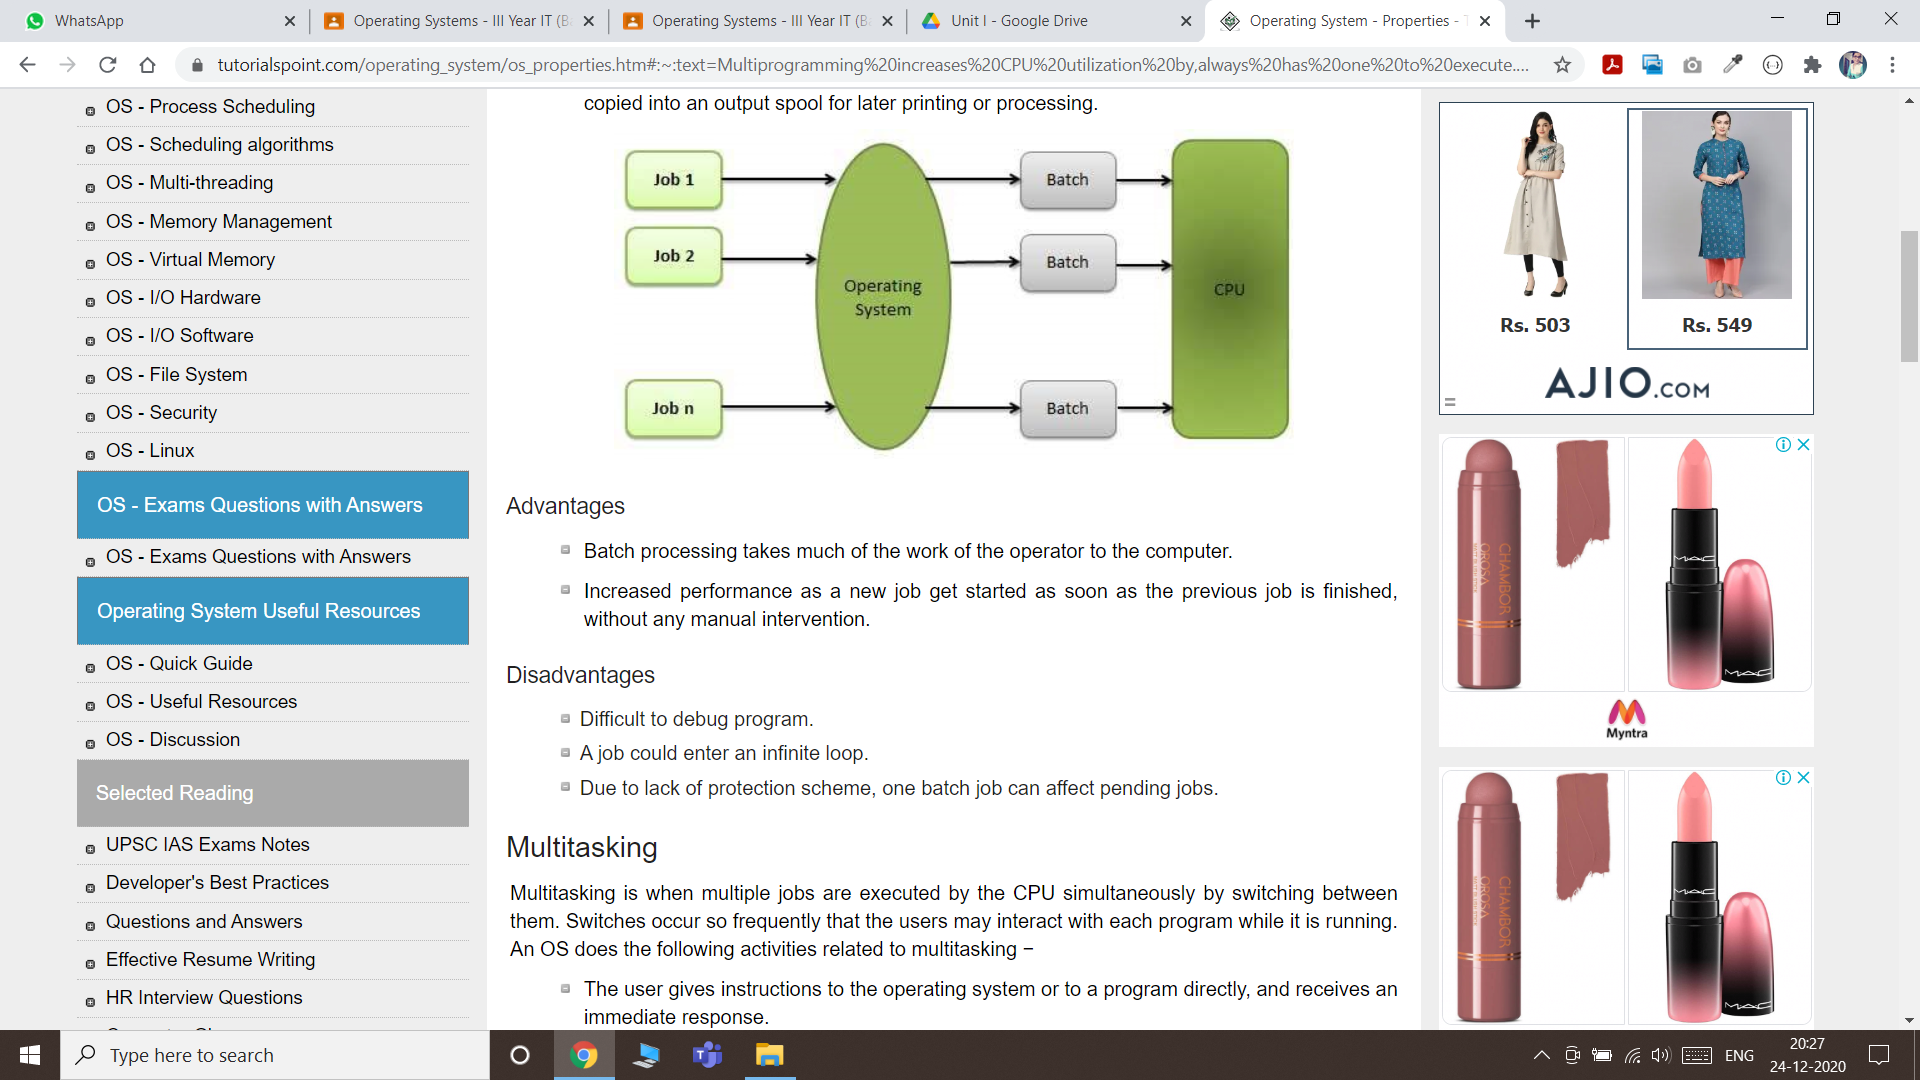 WhatsApp
Operating Systems - III Year IT (B
Operating Systems - III Year IT (B
Unit I - Google Drive
Operating System - Properties -
tutorialspoint.com/operating_system/os_properties.htm#:~:text=Multiprogramming%20increases%20CPU%20utilization%20by,always%20has%20one%20to%20execute....
OS - Process Scheduling
OS - Scheduling algorithms
OS - Multi-threading
OS - Memory Management
OS - Virtual Memory
OS - I/O Hardware
OS - I/O Software
OS - File System
OS - Security
OS - Linux
OS - Exams Questions with Answers
OS - Exams Questions with Answers
Operating System Useful Resources
OS - Quick Guide
OS - Useful Resources
OS - Discussion
Selected Reading
UPSC IAS Exams Notes
Developer's Best Practices
Questions and Answers
Effective Resume Writing
HR Interview Questions
copied into an output spool for later printing or processing.
Job 1
Job 2
Job n
Operating
System
Batch
Batch
Batch
CPU
Advantages
Batch processing takes much of the work of the operator to the computer.
Increased performance as a new job get started as soon as the previous job is finished,
without any manual intervention.
Disadvantages
Difficult to debug program.
A job could enter an infinite loop.
Due to lack of protection scheme, one batch job can affect pending jobs.
Multitasking
Multitasking is when multiple jobs are executed by the CPU simultaneously by switching between
them. Switches occur so frequently that the users may interact with each program while it is running.
An OS does the following activities related to multitasking −
The user gives instructions to the operating system or to a program directly, and receives an
immediate response.
Rs. 503
Rs. 549
AJIO.COM
CHAMBOR
OROSA
MAC
MAC
Myntra
CHAMBOR
OROSA
MAC
MAC
Type here to search
ENG
20:27
24-12-2020